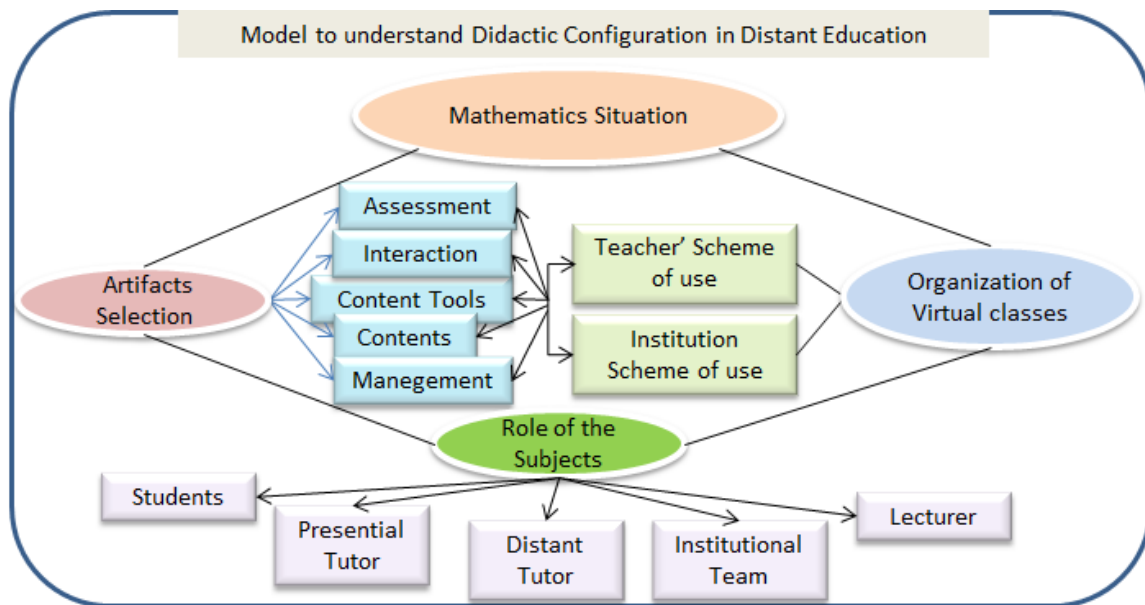 Model to understand Didactic Configuration in Distant Education
Mathematics Situation
Artifacts
Selection
Assessment
Interaction
Content Tools
Contents
Manegement
Teacher' Scheme
of use
Institution
Scheme of use
Organization of
Virtual classes
Role of the
Subjects
Students
Presential
Tutor
Distant
Tutor
Institutional
Team
Lecturer